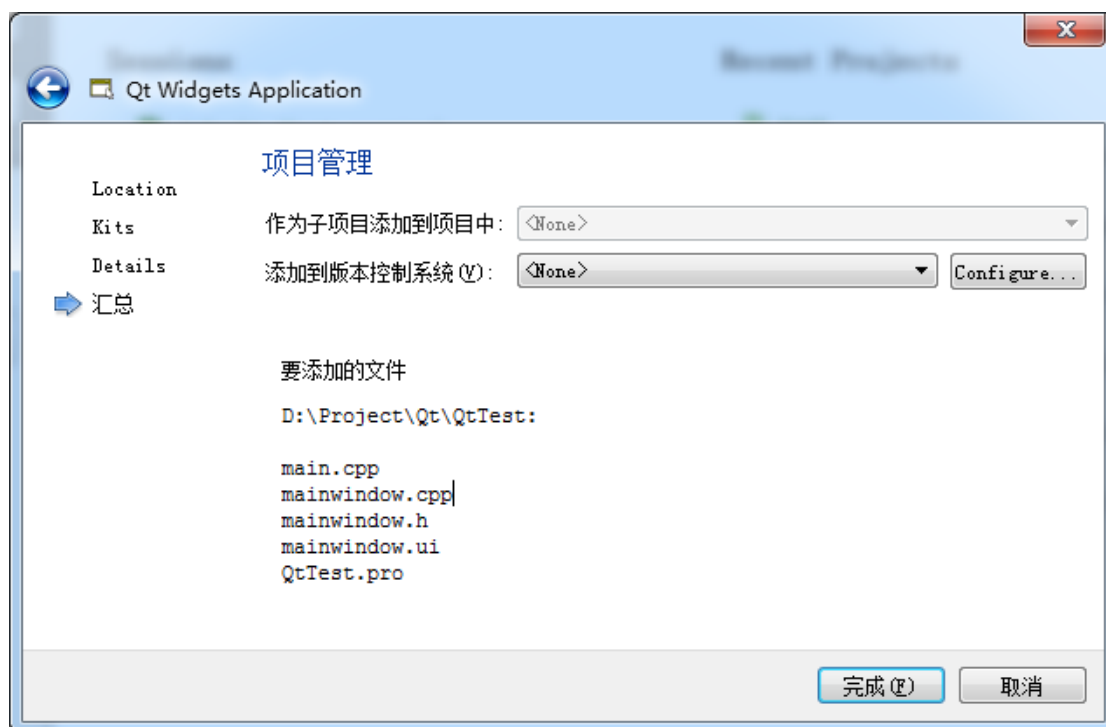 Sessions
Recent Projects
Qt Widgets Application
项目管理
Location
Kits
Details
汇总
作为子项目添加到项目中:
<None>
添加到版本控制系统(V):
<None>
Configure...
要添加的文件
D:\Project\Qt\QtTest:
main.cpp
mainwindow.cpp
mainwindow.h
mainwindow.ui
QtTest.pro
完成(F)
取消